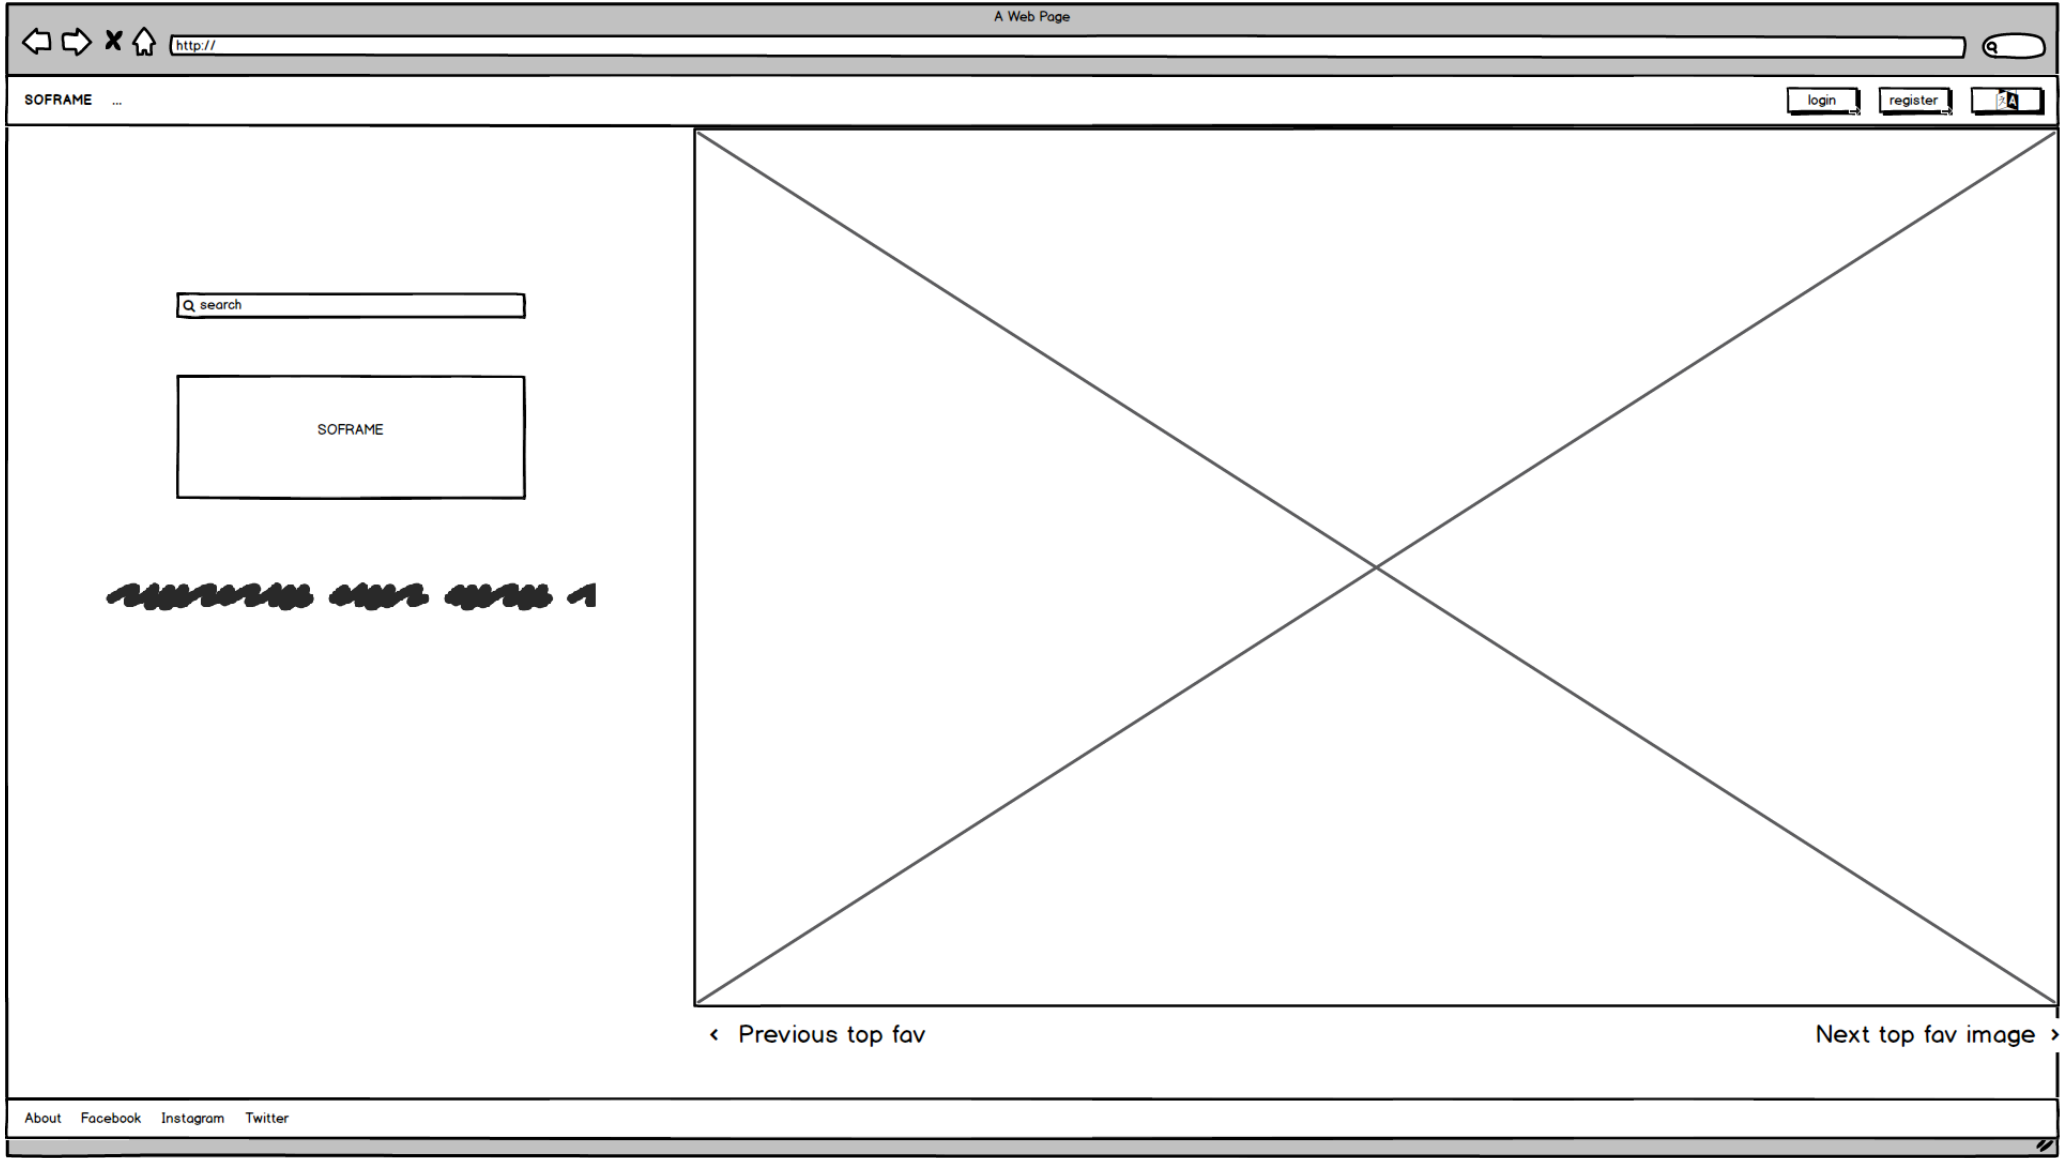 A Web Page
http://
SOFRAME ... login register
search
SOFRAME
< Previous top fav Next top fav image >
About Facebook Instagram Twitter